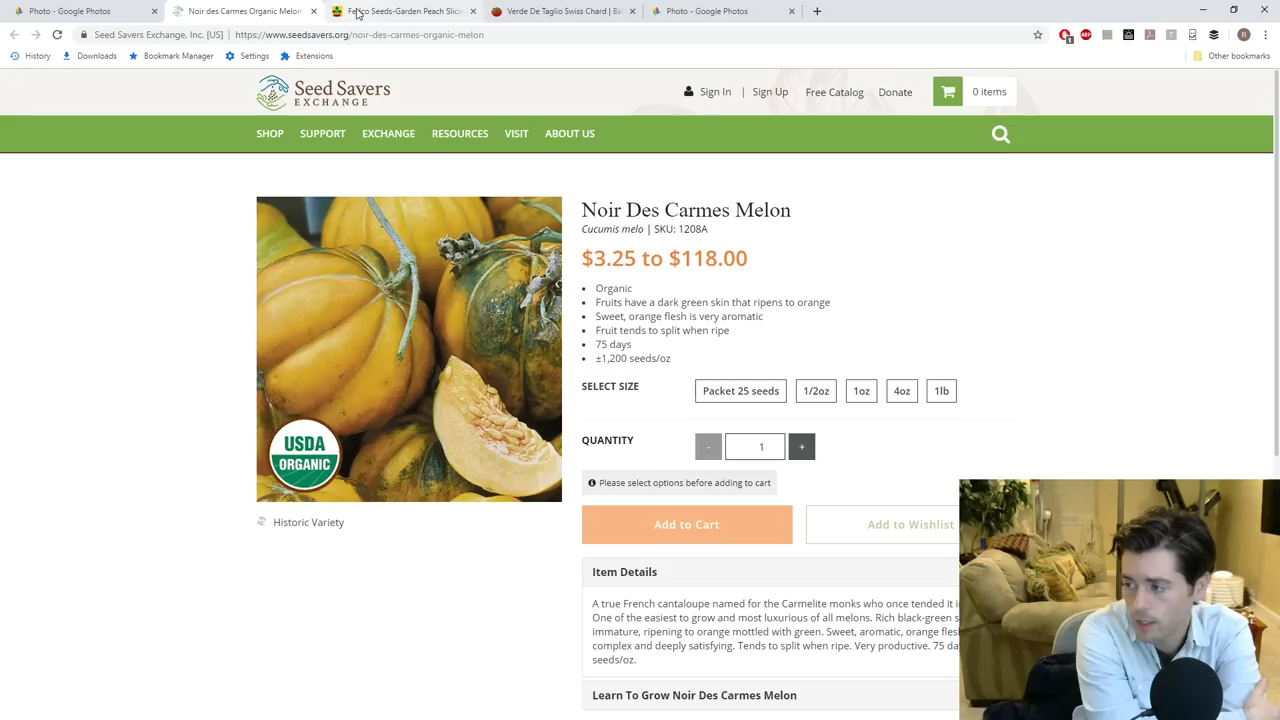 Photo - Google Photos
Noir des Carmes Organic Melon
Fedco Seeds-Garden Peach Slicin
Verde De Taglio Swiss Chard | Ba
Photo - Google Photos
Seed Savers Exchange, Inc. [US] | https://www.seedsavers.org/noir-des-carmes-organic-melon
1
ABP
R
History
Downloads
Bookmark Manager
Settings
Extensions
Other bookmarks
Seed Savers
EXCHANGE
Sign In | Sign Up
Free Catalog
Donate
0 items
SHOP
SUPPORT
EXCHANGE
RESOURCES
VISIT
ABOUT US
Noir Des Carmes Melon
Cucumis melo | SKU: 1208A
$3.25 to $118.00
• Organic
• Fruits have a dark green skin that ripens to orange
• Sweet, orange flesh is very aromatic
• Fruit tends to split when ripe
• 75 days
• ±1,200 seeds/oz
SELECT SIZE
Packet 25 seeds
1/2oz
1oz
4oz
1lb
QUANTITY
-
1
+
Please select options before adding to cart
Add to Cart
Add to Wishlist
USDA
ORGANIC
Historic Variety
Item Details
A true French cantaloupe named for the Carmelite monks who once tended it i
One of the easiest to grow and most luxurious of all melons. Rich black-green s
immature, ripening to orange mottled with green. Sweet, aromatic, orange fles
complex and deeply satisfying. Tends to split when ripe. Very productive. 75 da
seeds/oz.
Learn To Grow Noir Des Carmes Melon